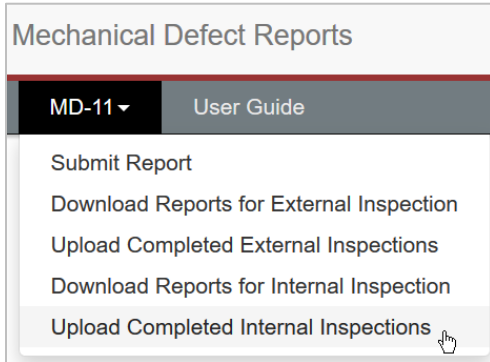 Mechanical Defect Reports
MD-11 User Guide
Submit Report
Download Reports for External Inspection
Upload Completed External Inspections
Download Reports for Internal Inspection
Upload Completed Internal Inspections